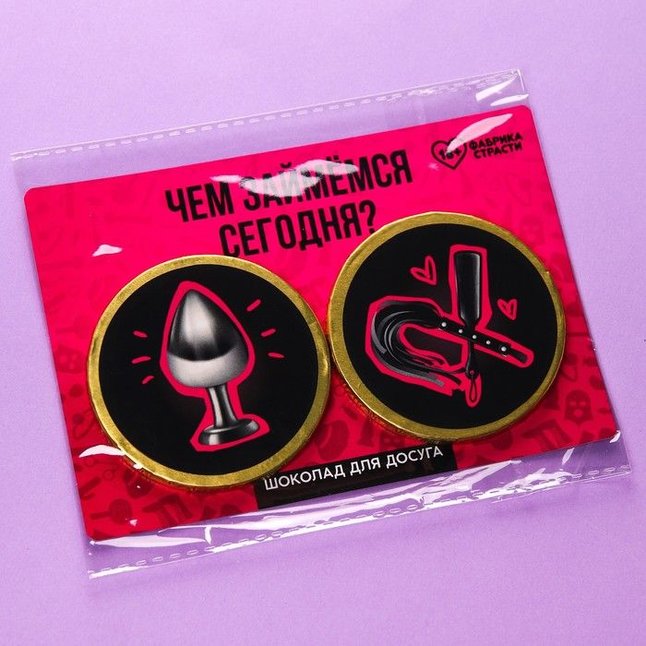 ЧЕМ ЗАЙМЁМСЯ
СЕГОДНЯ?
18+
ФАБРИКА
СТРАСТИ
ШОКОЛАД ДЛЯ ДОСУГА